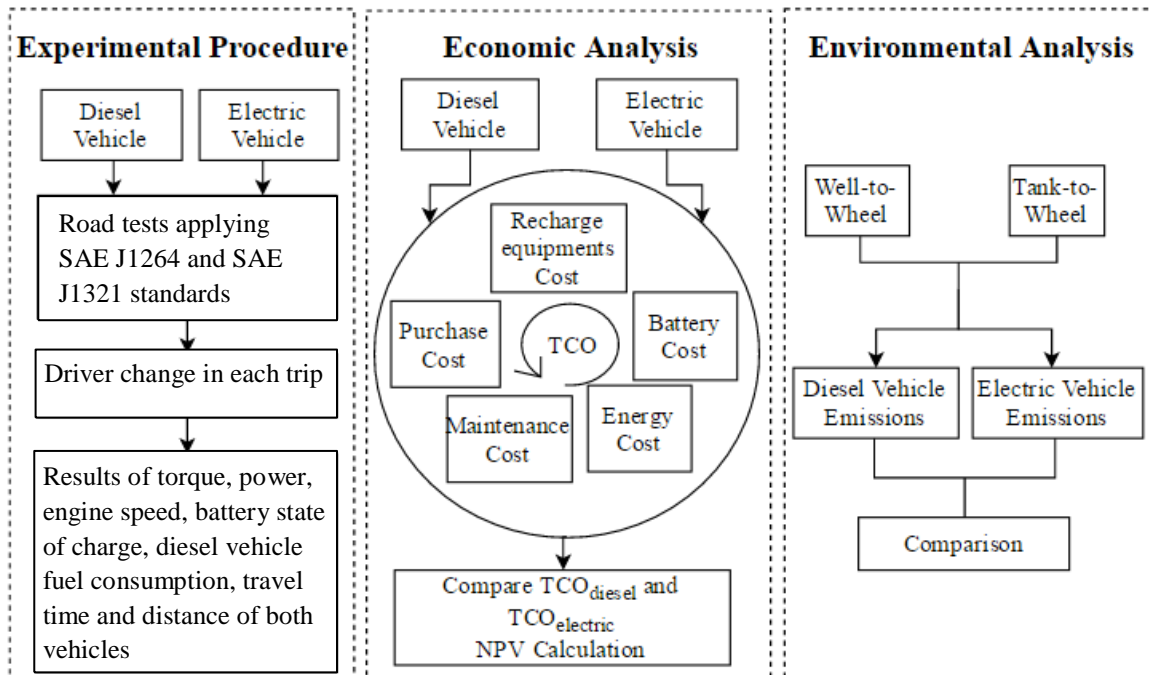 Experimental Procedure
Diesel
Vehicle
Electric
Vehicle
Road tests applying
SAE J1264 and SAE
J1321 standards
Driver change in each trip
Results of torque, power,
engine speed, battery state
of charge, diesel vehicle
fuel consumption, travel
time and distance of both
vehicles
Economic Analysis
Diesel
Vehicle
Electric
Vehicle
Recharge
equipments
Cost
Purchase
Cost
TCO
Battery
Cost
Maintenance
Cost
Energy
Cost
Compare TCOdiesel and
TCOelectric
NPV Calculation
Environmental Analysis
Well-to-
Wheel
Tank-to-
Wheel
Diesel Vehicle
Emissions
Electric Vehicle
Emissions
Comparison